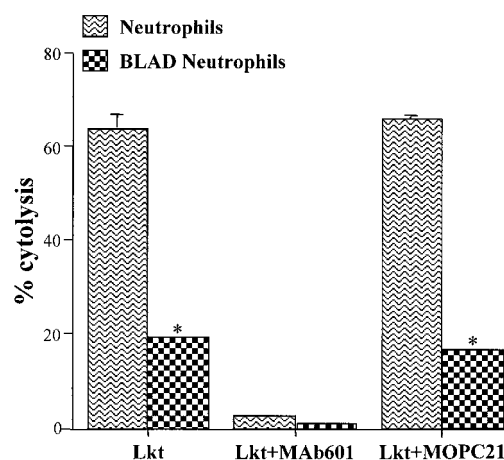 Neutrophils
BLAD Neutrophils
80
60
40
20
0
% cytolysis
*
*
Lkt Lkt+MAb601 Lkt+MOPC21